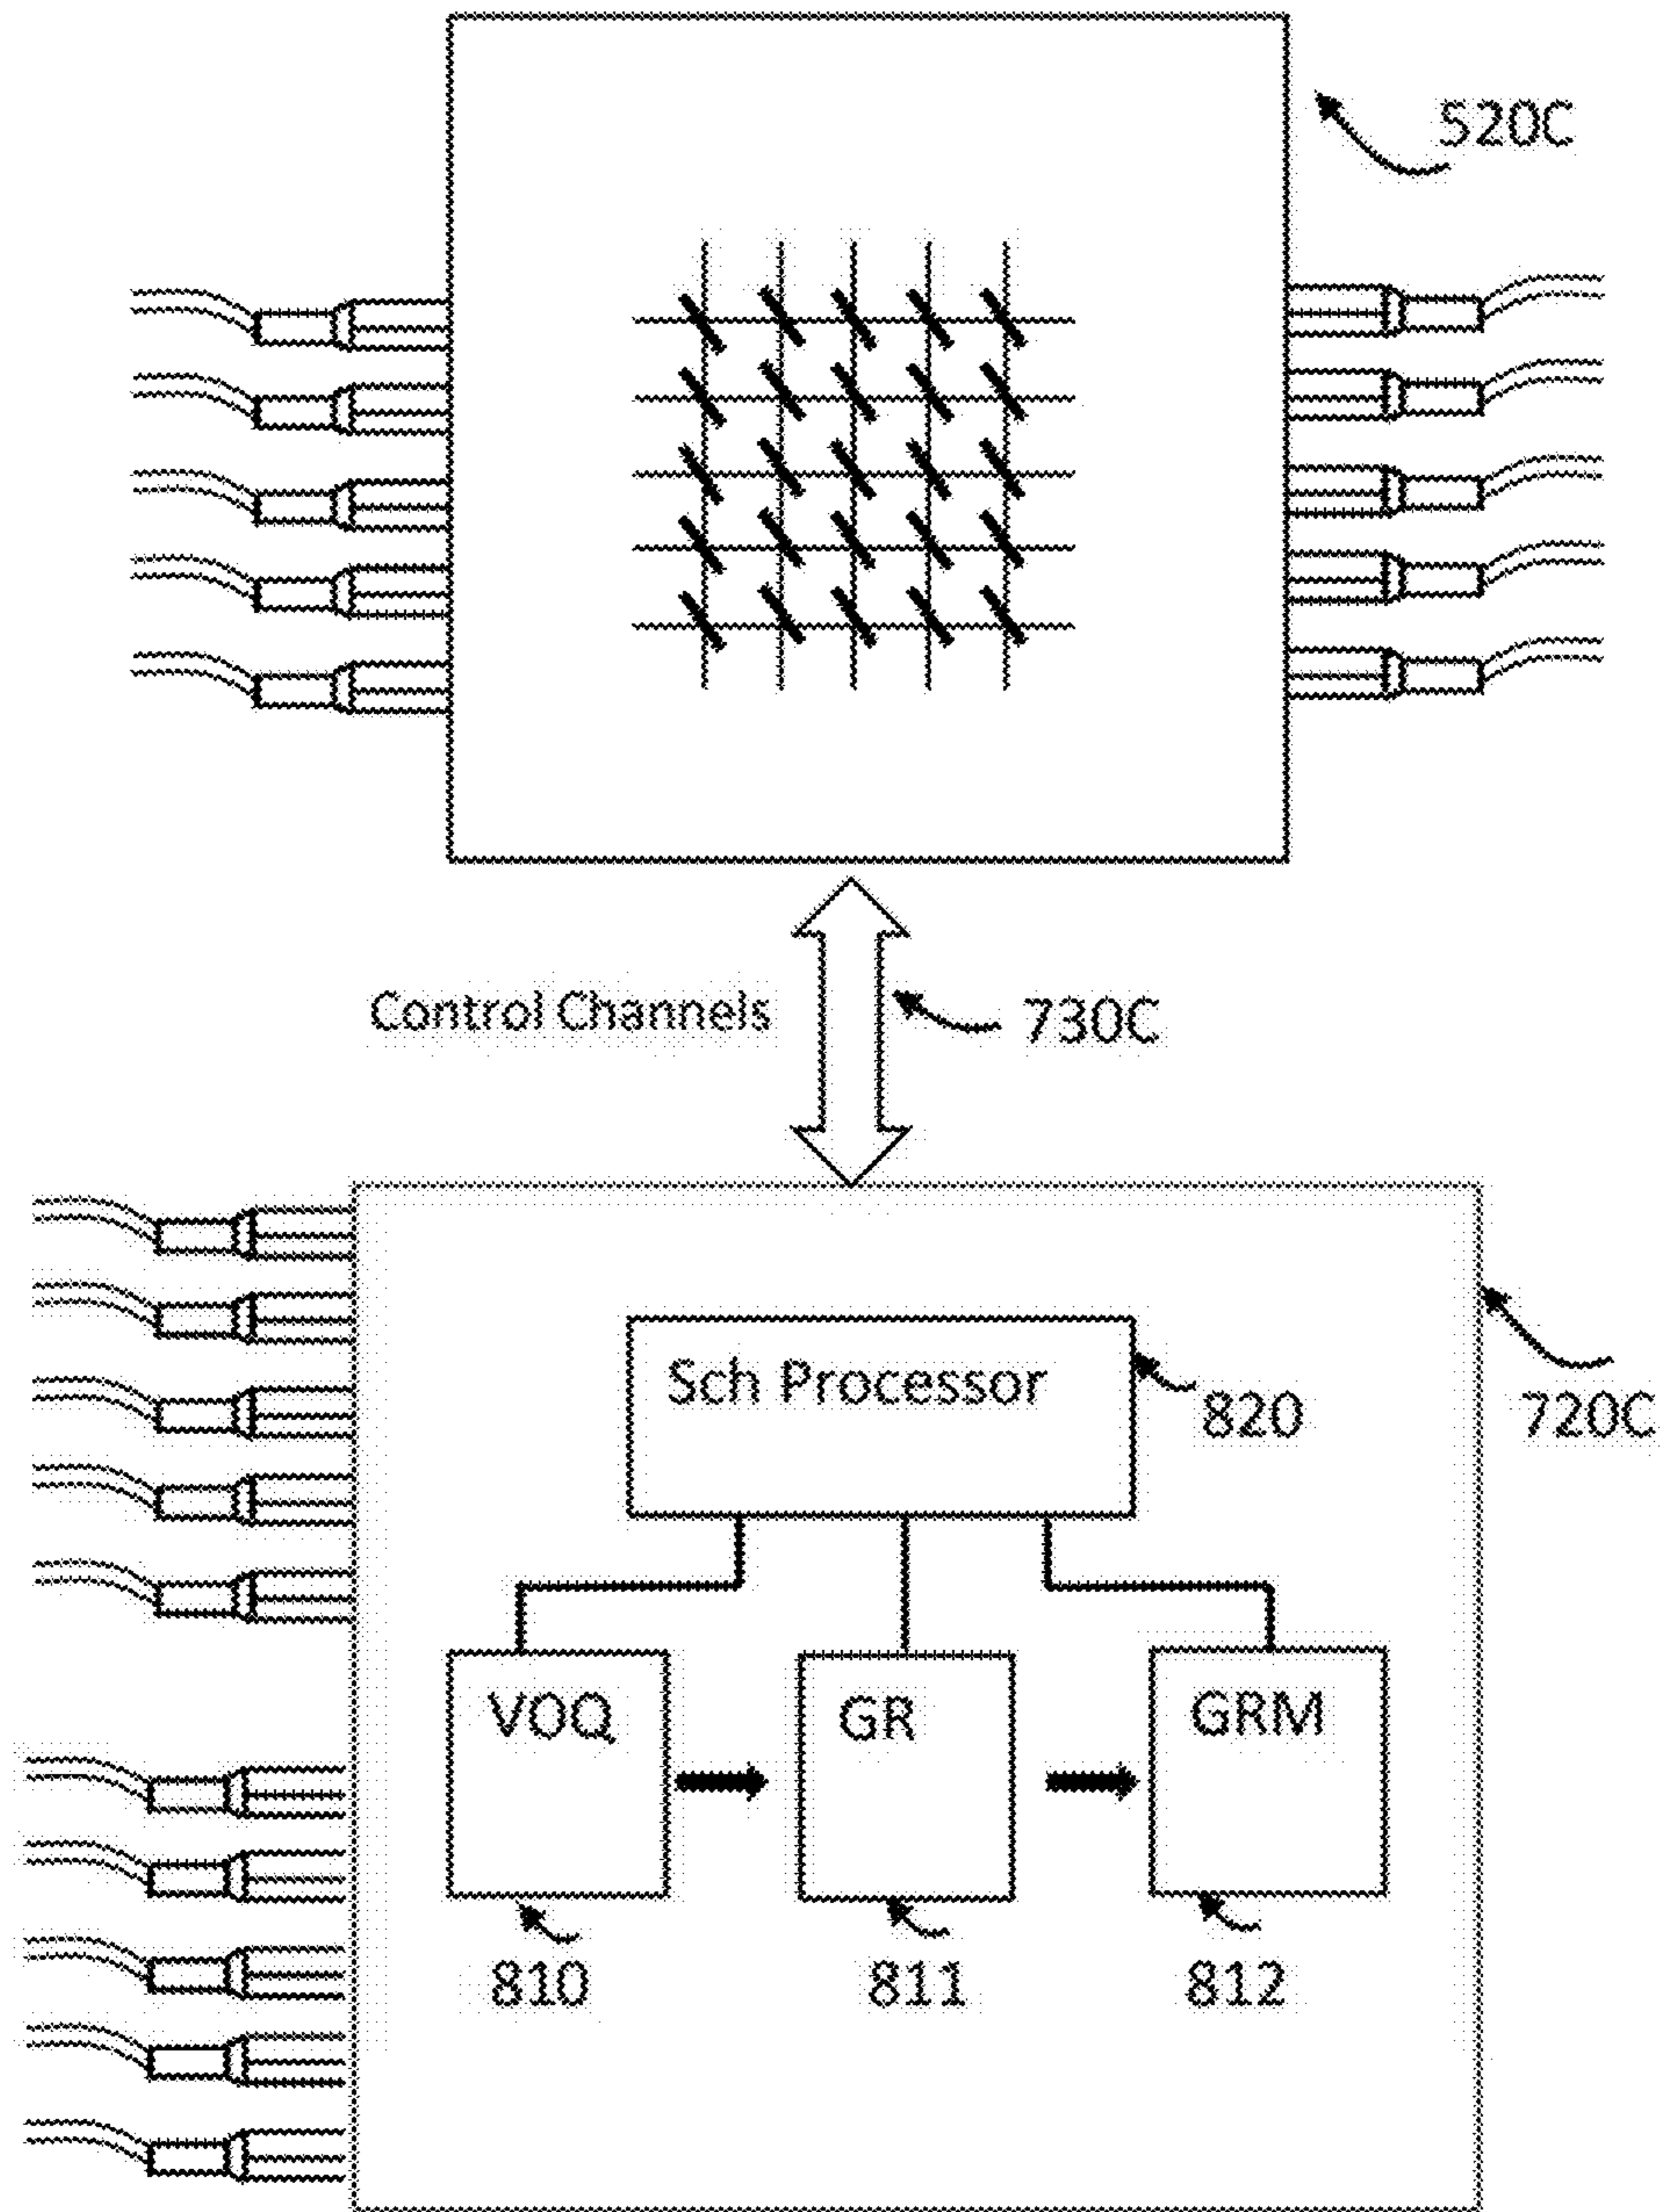 520C
Control Channels
730C
Sch Processor
820
720C
VOQ
GR
GRM
810
811
812